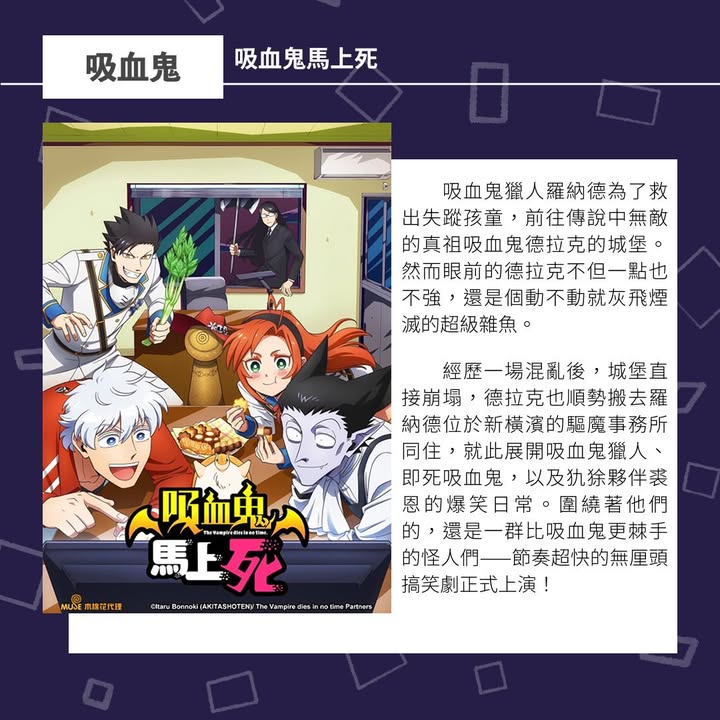 吸血鬼
吸血鬼馬上死
吸血鬼獵人羅納德為了救
出失蹤孩童，前往傳說中無敵
的真祖吸血鬼德拉克的城堡。
然而眼前的德拉克不但一點也
不強，還是個動不動就灰飛煙
滅的超級雜魚。
經歷一場混亂後，城堡直
接崩塌，德拉克也順勢搬去羅
納德位於新橫濱的驅魔事務所
同住，就此展開吸血鬼獵人、
即死吸血鬼，以及犰狳夥伴裘
恩的爆笑日常。圍繞著他們
的，還是一群比吸血鬼更棘手
的怪人們——節奏超快的無厘頭
搞笑劇正式上演！
吸血鬼
The Vampire dies in no time.
馬上死
MUSE 木棉花代理
©Itaru Bonnoki (AKITASHOTEN)/ The Vampire dies in no time Partners